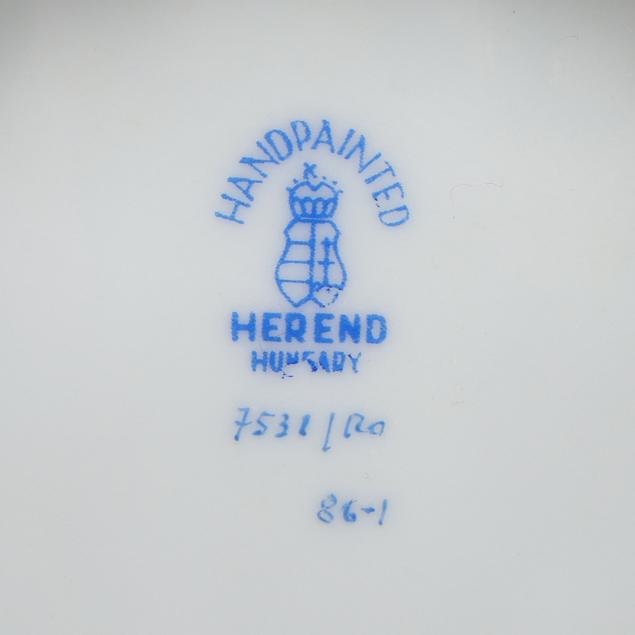 HANDPAINTED
HEREND
HUNGARY
7531/RO
86-1